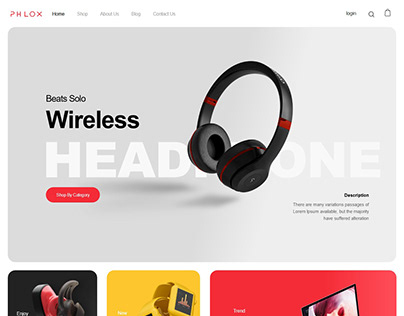 PHLOX Home Shop About Us Blog Contact Us login
Beats Solo
Wireless
Shop By Category
Description
There are many variations passages of
Lorem Ipsum available, but the majority
have suffered alteration
Enjoy
New
Trend